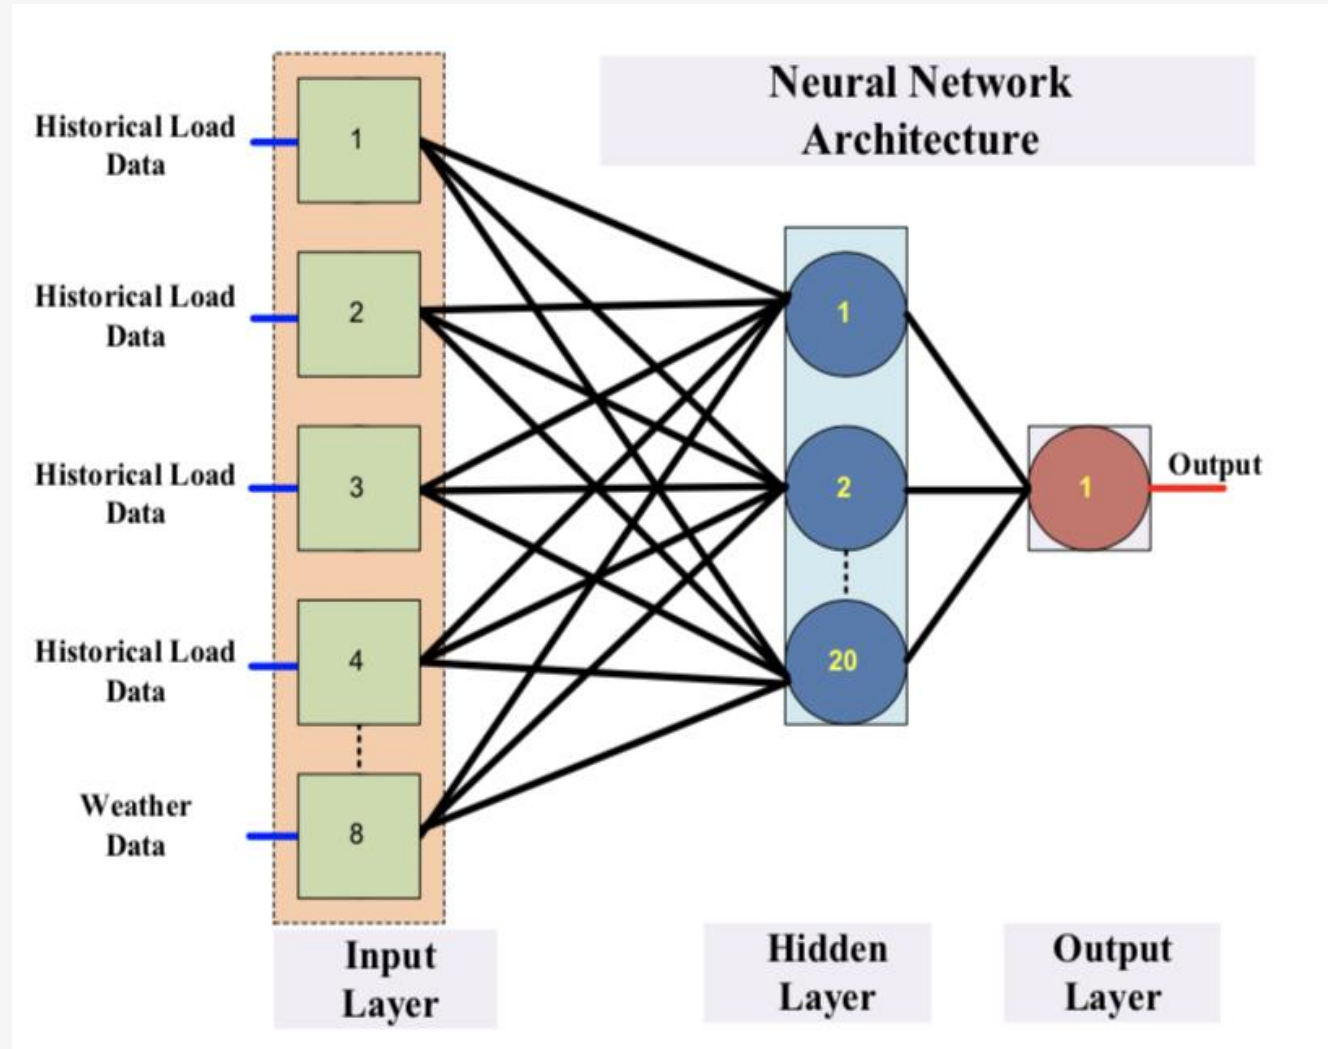 Neural Network
Architecture
Historical Load
Data
1
Historical Load
Data
2
Historical Load
Data
3
Historical Load
Data
4
Weather
Data
8
1
2
20
1
Output
Input
Layer
Hidden
Layer
Output
Layer